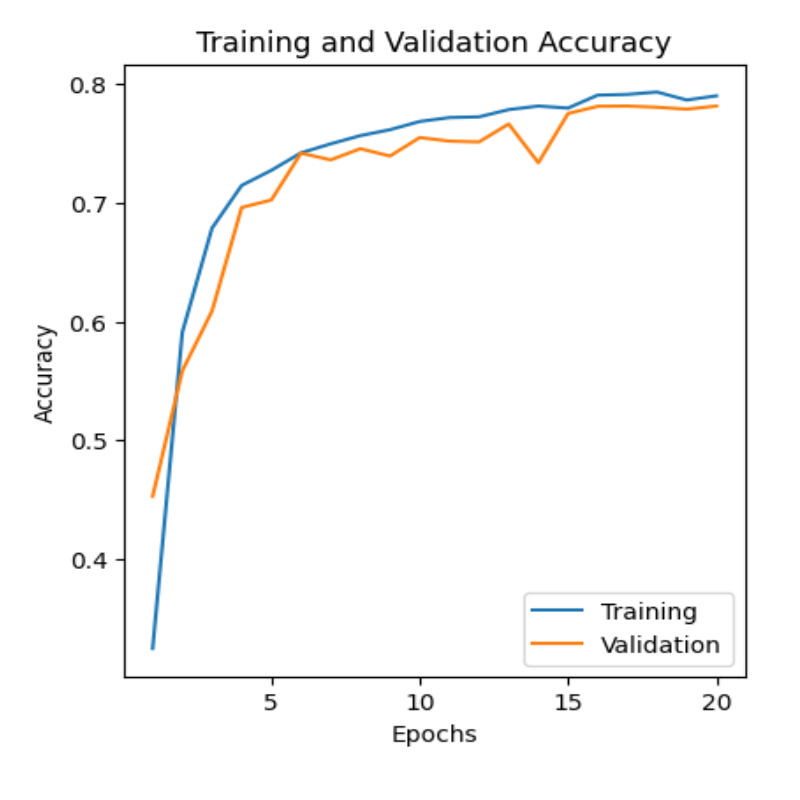 Training and Validation Accuracy
0.8
0.7
0.6
0.5
0.4
Accuracy
5 10 15 20
Epochs
Training
Validation